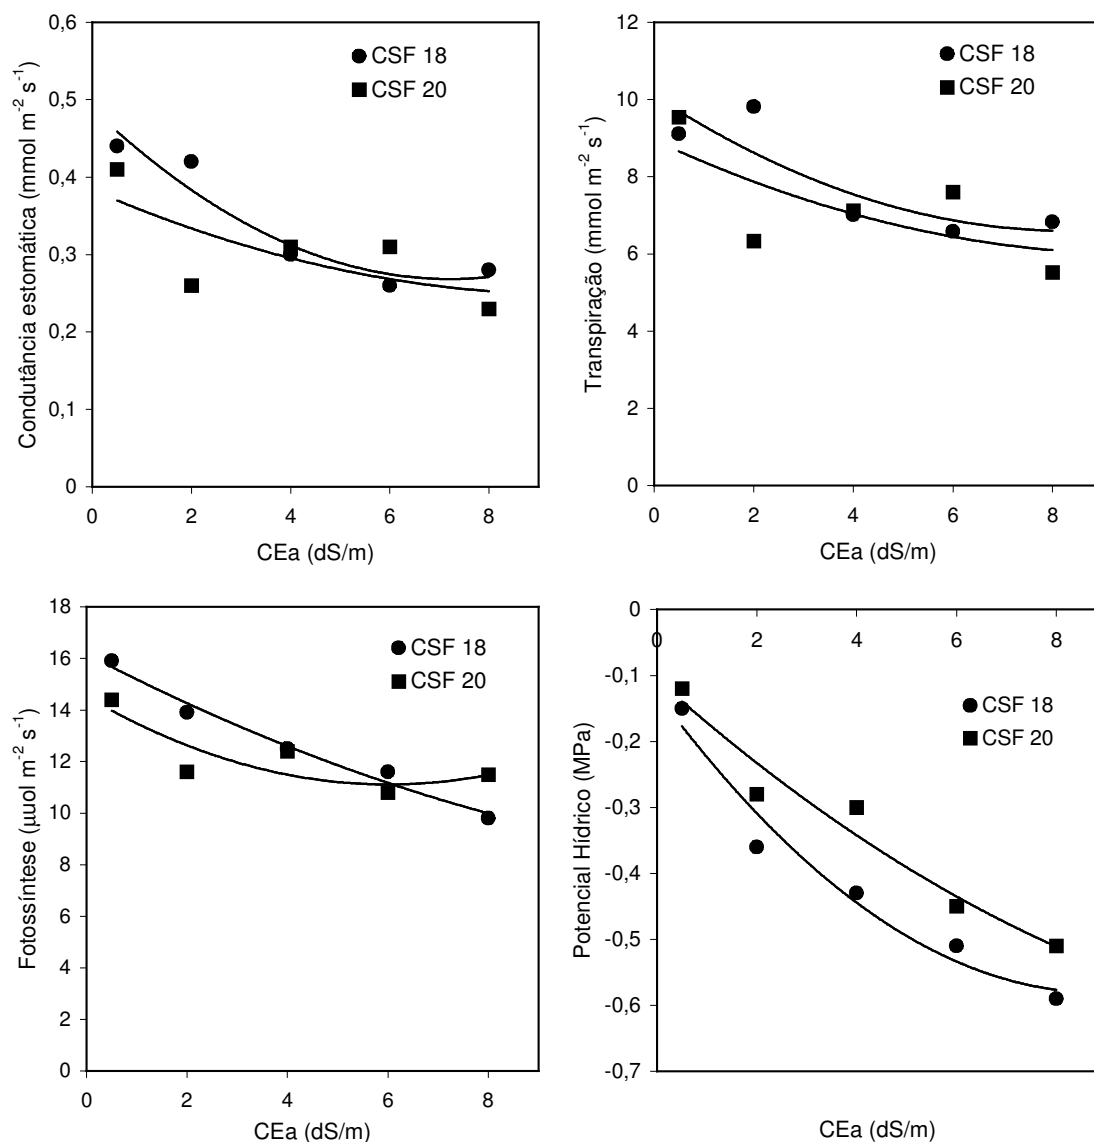 Condutância estomática (mmol m⁻² s⁻¹)
0,6
0,5
0,4
0,3
0,2
0,1
0
CSF 18
CSF 20
0 2 4 6 8
CEa (dS/m)
Transpiração (mmol m⁻² s⁻¹)
12
10
8
6
4
2
0
CSF 18
CSF 20
0 2 4 6 8
CEa (dS/m)
Fotossíntese (µuol m⁻² s⁻¹)
18
16
14
12
10
8
6
4
2
0
CSF 18
CSF 20
0 2 4 6 8
CEa (dS/m)
Potencial Hídrico (MPa)
0
-0,1
-0,2
-0,3
-0,4
-0,5
-0,6
-0,7
0 2 4 6 8
CSF 18
CSF 20
CEa (dS/m)